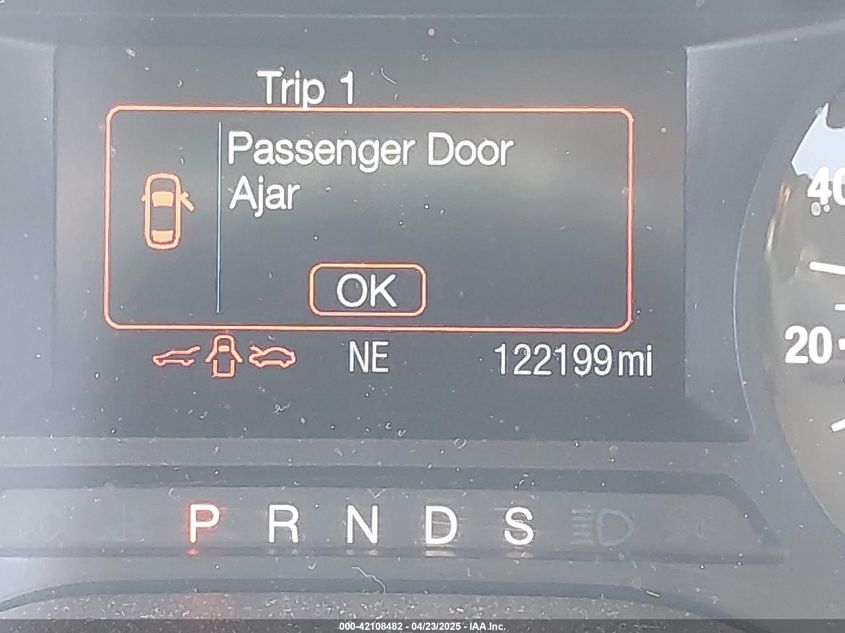 Trip 1
Passenger Door
Ajar
OK
NE 122199mi
40
20
P R N D S
000-42108482 - 04/23/2025 - IAA.Inc.